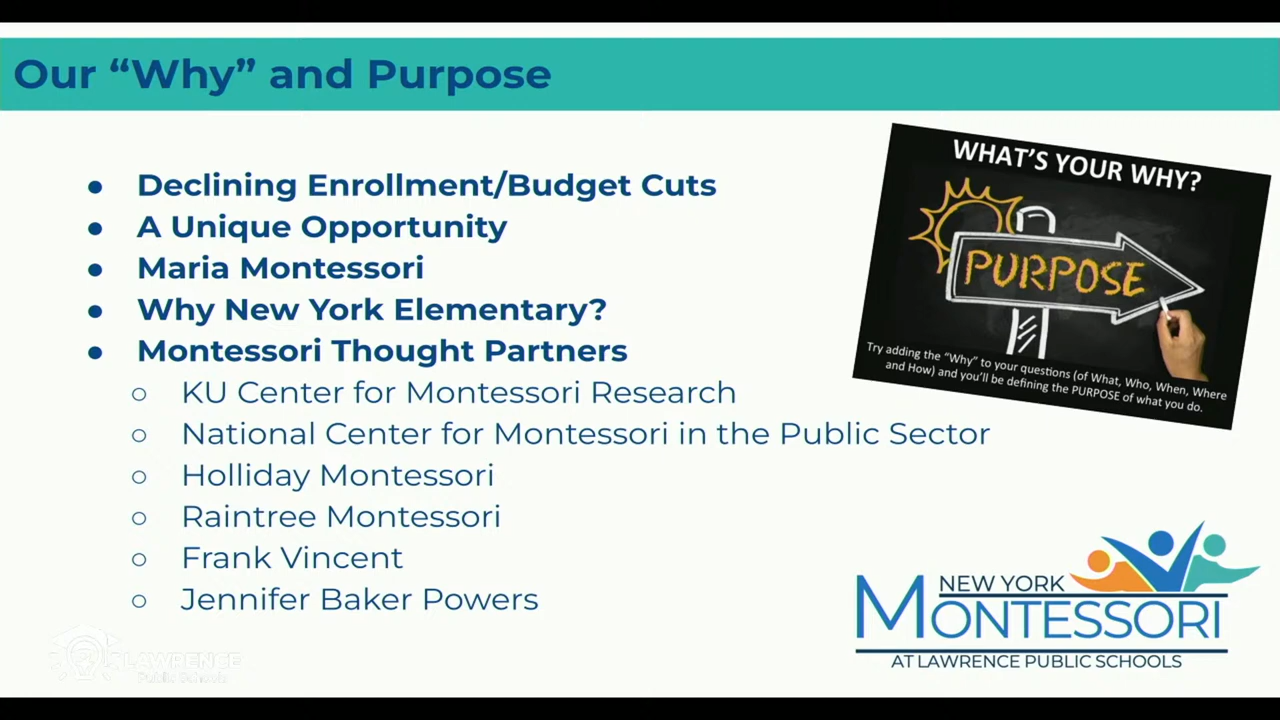 Our “Why” and Purpose
● Declining Enrollment/Budget Cuts
● A Unique Opportunity
● Maria Montessori
● Why New York Elementary?
● Montessori Thought Partners
○ KU Center for Montessori Research
○ National Center for Montessori in the Public Sector
○ Holliday Montessori
○ Raintree Montessori
○ Frank Vincent
○ Jennifer Baker Powers
WHAT’S YOUR WHY?
PURPOSE
Try adding the “Why” to your questions (of What, Who, When, Where
and How) and you’ll be defining the PURPOSE of what you do.
NEW YORK
MONTESSORI
AT LAWRENCE PUBLIC SCHOOLS
LAWRENCE
Public Schools